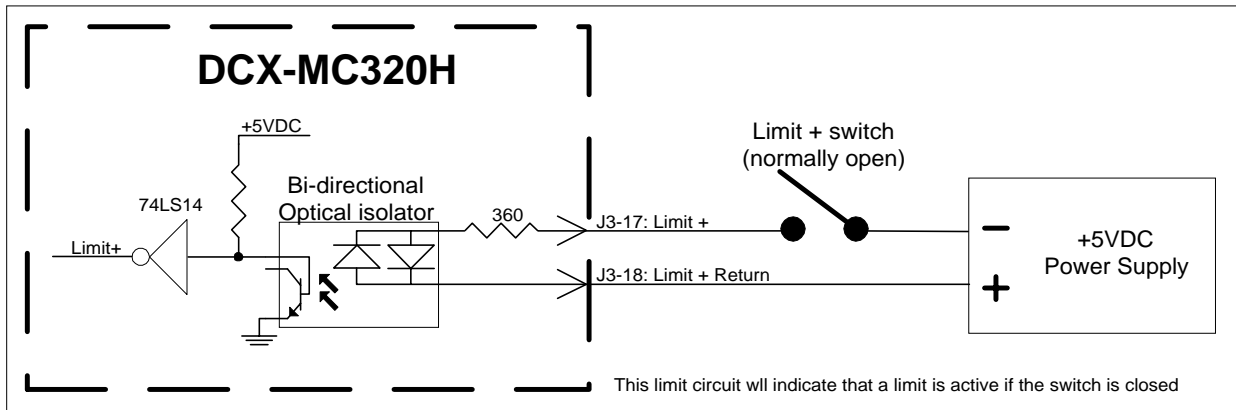 DCX-MC320H
+5VDC
74LS14
Bi-directional
Optical isolator
360
Limit+
J3-17: Limit +
J3-18: Limit + Return
Limit + switch
(normally open)
−
+
+5VDC
Power Supply
This limit circuit wll indicate that a limit is active if the switch is closed